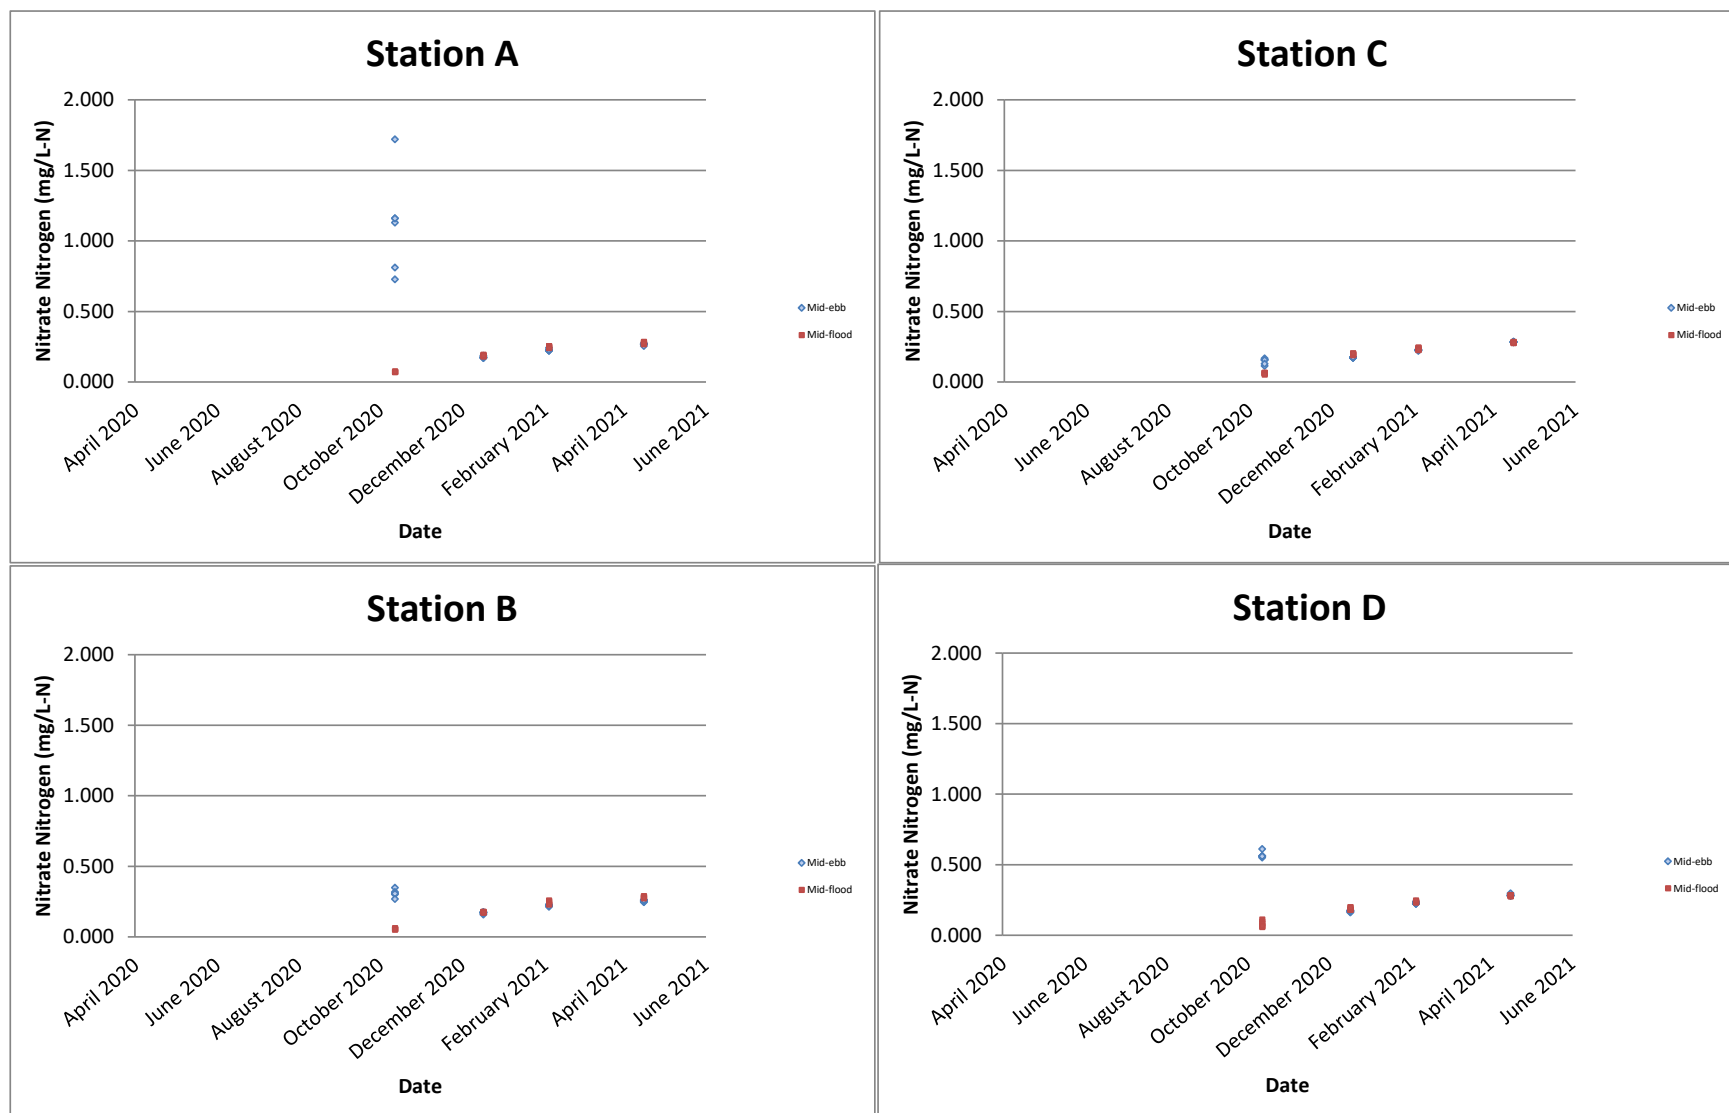 Station A
Nitrate Nitrogen (mg/L-N)
2.000
1.500
1.000
0.500
0.000
April 2020
June 2020
August 2020
October 2020
December 2020
February 2021
April 2021
June 2021
Date
Mid-ebb
Mid-flood
Station C
Nitrate Nitrogen (mg/L-N)
2.000
1.500
1.000
0.500
0.000
April 2020
June 2020
August 2020
October 2020
December 2020
February 2021
April 2021
June 2021
Date
Mid-ebb
Mid-flood
Station B
Nitrate Nitrogen (mg/L-N)
2.000
1.500
1.000
0.500
0.000
April 2020
June 2020
August 2020
October 2020
December 2020
February 2021
April 2021
June 2021
Date
Mid-ebb
Mid-flood
Station D
Nitrate Nitrogen (mg/L-N)
2.000
1.500
1.000
0.500
0.000
April 2020
June 2020
August 2020
October 2020
December 2020
February 2021
April 2021
June 2021
Date
Mid-ebb
Mid-flood